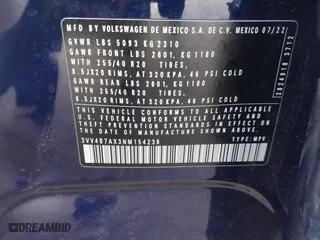 MFD BY VOLKSWAGEN DE MEXICO S.A. DE C.V. MEXICO 07/22
GVWR LBS 5093 KG 2310
GAWR FRONT LBS 2601, KG 1180
WITH 255/40 R20 TIRES,
8.5JX20 RIMS, AT 320 KPA, 46 PSI COLD
GAWR REAR LBS 2601, KG 1180
WITH 255/40 R20 TIRES,
8.5JX20 RIMS, AT 320 KPA, 46 PSI COLD
THIS VEHICLE CONFORMS TO ALL APPLICABLE
FEDERAL MOTOR VEHICLE SAFETY STANDARDS IN
EFFECT ON THE DATE OF MANUFACTURE SHOWN
ABOVE.
3VV4B7AX3NM154238
TYPE: MPV
DREAMBID